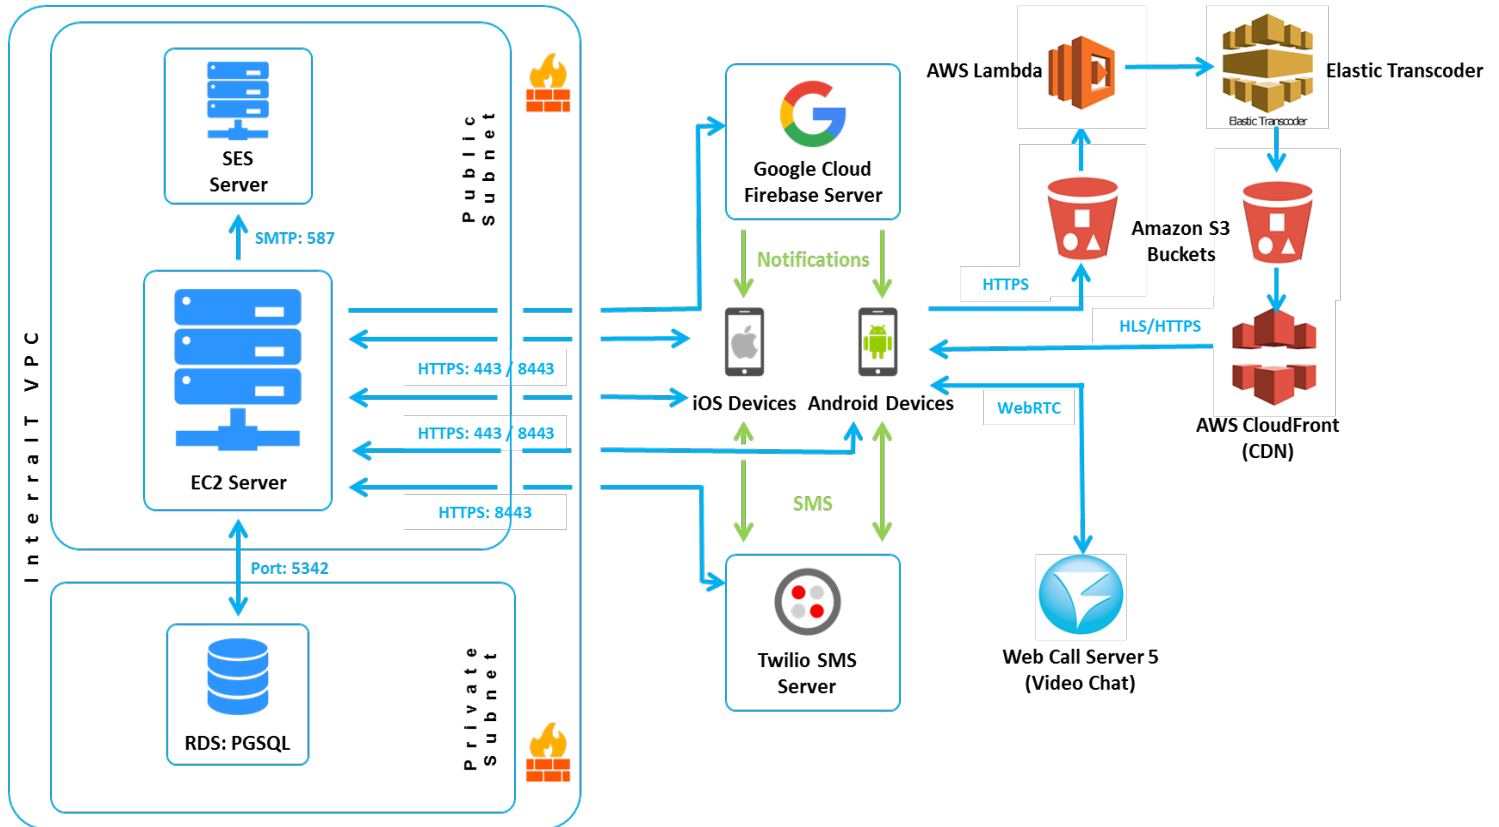 InterraIT VPC
Public
Subnet
SES
Server
SMTP: 587
EC2 Server
Port: 5342
Private
Subnet
RDS: PGSQL
HTTPS: 443 / 8443
HTTPS: 443 / 8443
HTTPS: 8443
Google Cloud
Firebase Server
Notifications
iOS Devices
Android Devices
SMS
Twilio SMS
Server
AWS Lambda
Elastic Transcoder
Elastic Transcoder
Amazon S3
Buckets
HTTPS
HLS/HTTPS
WebRTC
AWS CloudFront
(CDN)
Web Call Server 5
(Video Chat)